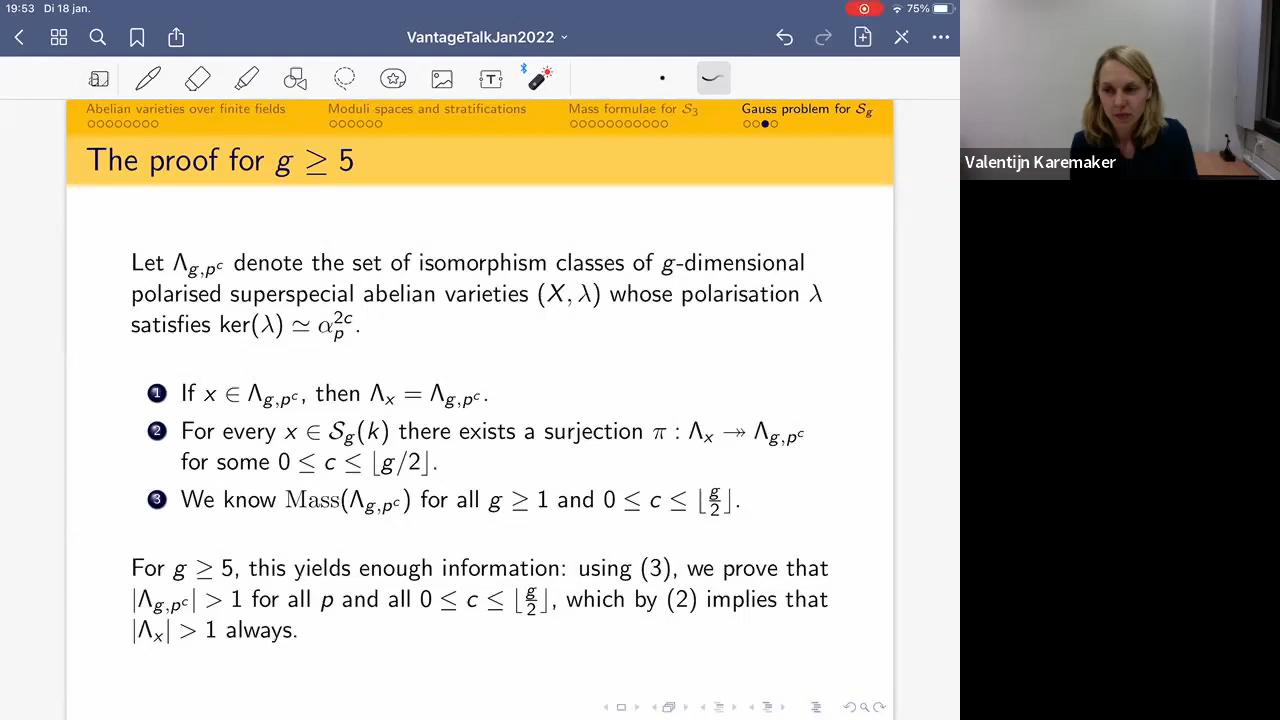 19:53 Di 18 jan.
75%
VantageTalkJan2022
Abelian varieties over finite fields
Moduli spaces and stratifications
Mass formulae for 𝒮₃
Gauss problem for 𝒮_g
The proof for g ≥ 5
Valentijn Karemaker
Let Λ_{g,p^c} denote the set of isomorphism classes of g-dimensional
polarised superspecial abelian varieties (X, λ) whose polarisation λ
satisfies ker(λ) ≃ α_p^{2c}.
1 If x ∈ Λ_{g,p^c}, then Λ_x = Λ_{g,p^c}.
2 For every x ∈ 𝒮_g(k) there exists a surjection π : Λ_x ↠ Λ_{g,p^c}
for some 0 ≤ c ≤ ⌊g/2⌋.
3 We know Mass(Λ_{g,p^c}) for all g ≥ 1 and 0 ≤ c ≤ ⌊g/2⌋.
For g ≥ 5, this yields enough information: using (3), we prove that
|Λ_{g,p^c}| > 1 for all p and all 0 ≤ c ≤ ⌊g/2⌋, which by (2) implies that
|Λ_x| > 1 always.